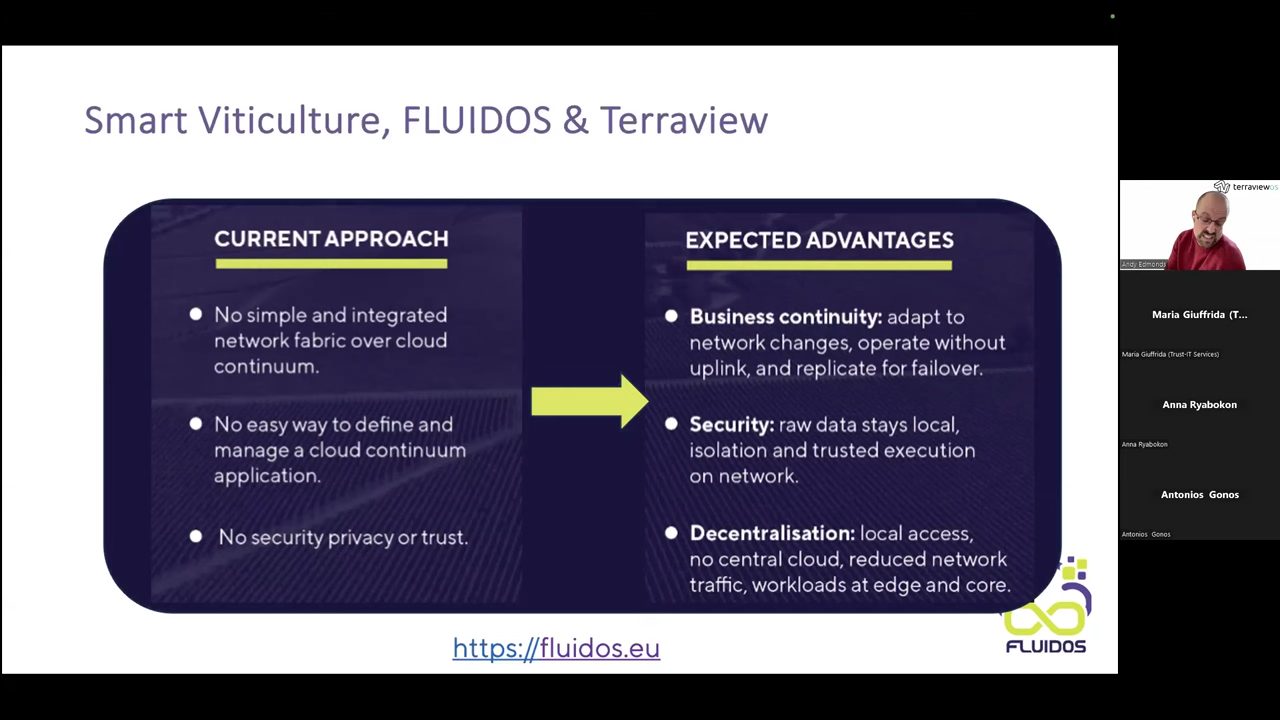 Smart Viticulture, FLUIDOS & Terraview
CURRENT APPROACH
No simple and integrated
network fabric over cloud
continuum.
No easy way to define and
manage a cloud continuum
application.
No security privacy or trust.
EXPECTED ADVANTAGES
Business continuity: adapt to
network changes, operate without
uplink, and replicate for failover.
Security: raw data stays local,
isolation and trusted execution
on network.
Decentralisation: local access,
no central cloud, reduced network
traffic, workloads at edge and core.
https://fluidos.eu
FLUIDOS
terraviewos
Andy Edmonds
Maria Giuffrida (T...
Maria Giuffrida (Trust-IT Services)
Anna Ryabokon
Anna Ryabokon
Antonios Gonos
Antonios Gonos